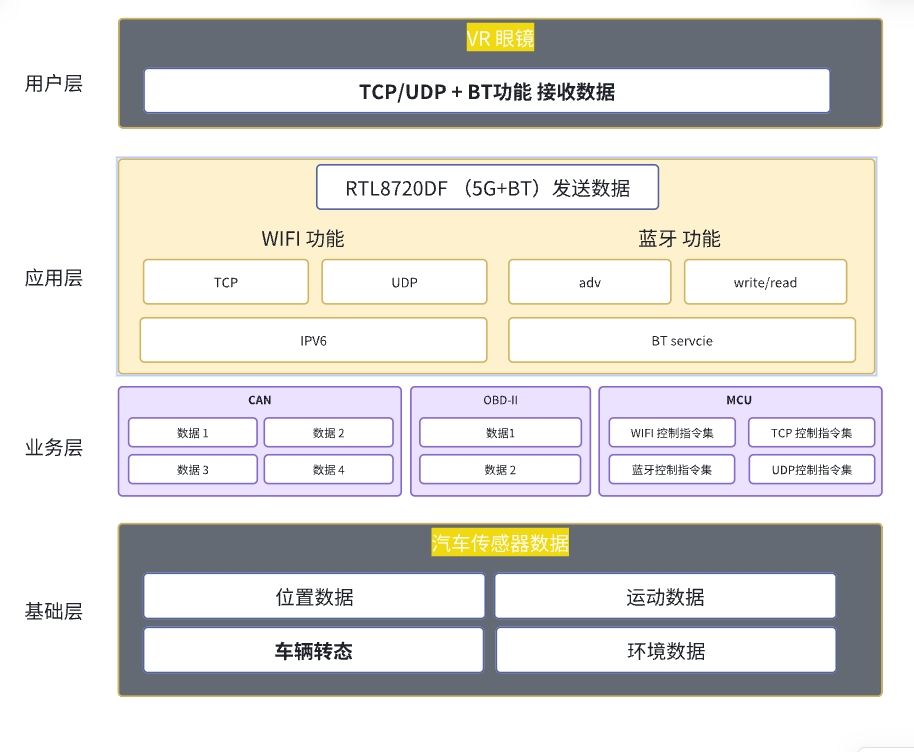 VR 眼镜
用户层
TCP/UDP + BT功能 接收数据
RTL8720DF （5G+BT）发送数据
WIFI 功能
蓝牙 功能
应用层
TCP
UDP
adv
write/read
IPV6
BT servcie
CAN
OBD-II
MCU
数据 1
数据 2
数据1
WIFI 控制指令集
TCP 控制指令集
业务层
数据 3
数据 4
数据 2
蓝牙控制指令集
UDP控制指令集
汽车传感器数据
位置数据
运动数据
基础层
车辆转态
环境数据